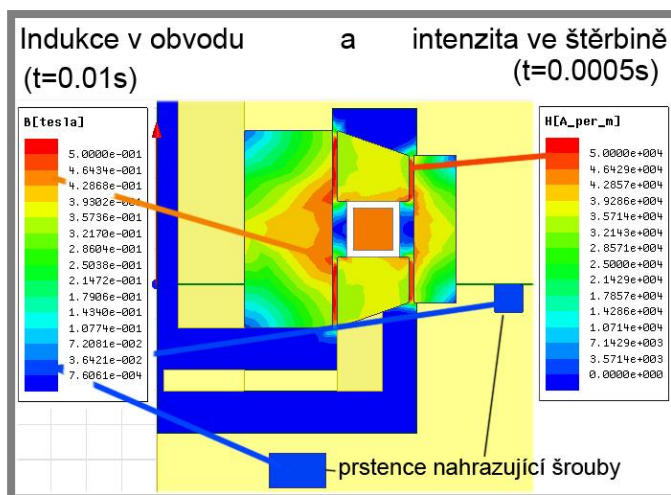 Indukce v obvodu a intenzita ve štěrbině
(t=0.01s) (t=0.0005s)
B[tesla]
5.0000e-001
4.6434e-001
4.2868e-001
3.9302e-001
3.5736e-001
3.2170e-001
2.8604e-001
2.5038e-001
2.1472e-001
1.7906e-001
1.4340e-001
1.0774e-001
7.2081e-002
3.6421e-002
7.6061e-004
H[A_per_m]
5.0000e+004
4.6429e+004
4.2857e+004
3.9286e+004
3.5714e+004
3.2143e+004
2.8571e+004
2.5000e+004
2.1429e+004
1.7857e+004
1.4286e+004
1.0714e+004
7.1429e+003
3.5714e+003
0.0000e+000
prstence nahrazující šrouby